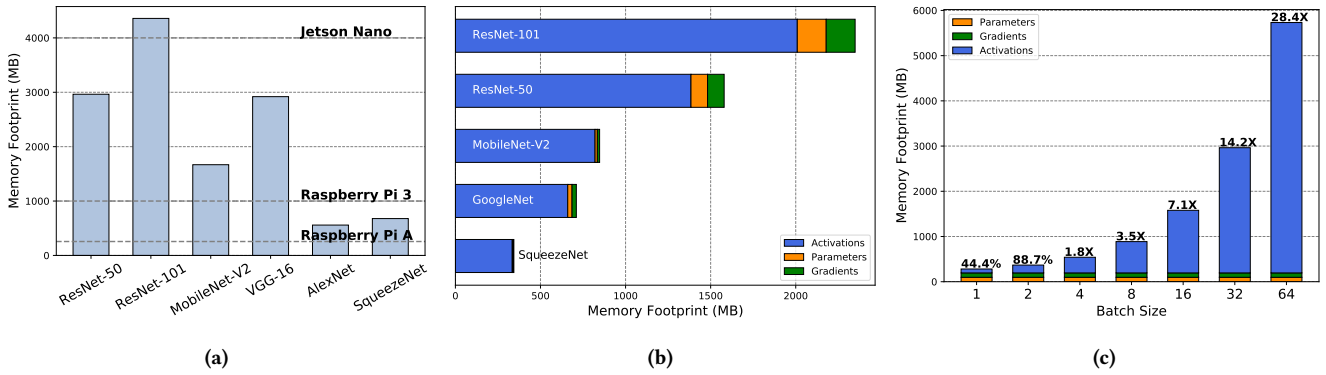 Memory Footprint (MB)
4000
3000
2000
1000
0
Jetson Nano
Raspberry Pi 3
Raspberry Pi A
ResNet-50
ResNet-101
MobileNet-V2
VGG-16
AlexNet
SqueezeNet
(a)
ResNet-101
ResNet-50
MobileNet-V2
GoogleNet
SqueezeNet
Activations
Parameters
Gradients
0 500 1000 1500 2000
Memory Footprint (MB)
(b)
Memory Footprint (MB)
6000
5000
4000
3000
2000
1000
0
Parameters
Gradients
Activations
44.4%
88.7%
1.8X
3.5X
7.1X
14.2X
28.4X
1 2 4 8 16 32 64
Batch Size
(c)